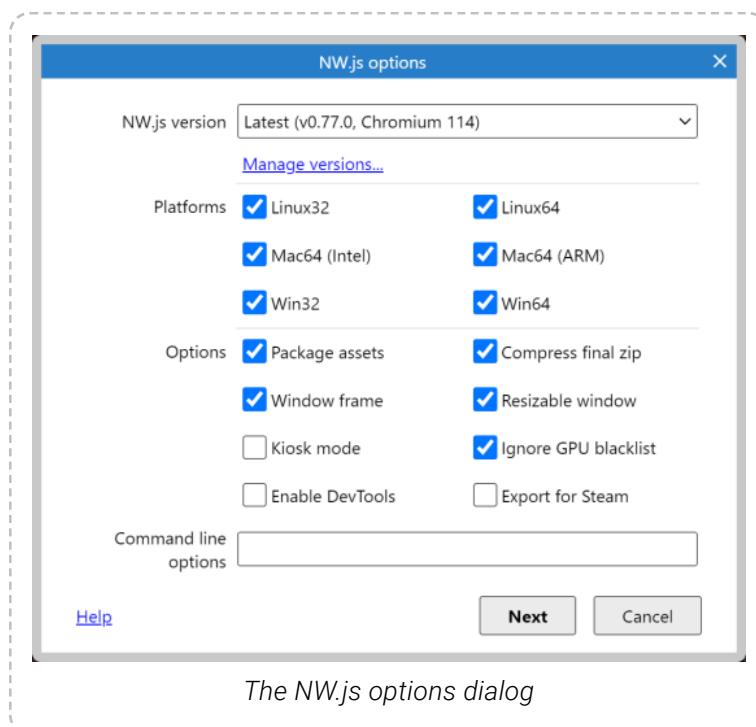 NW.js options
NW.js version Latest (v0.77.0, Chromium 114)
Manage versions...
Platforms Linux32 Linux64
Mac64 (Intel) Mac64 (ARM)
Win32 Win64
Options Package assets Compress final zip
Window frame Resizable window
Kiosk mode Ignore GPU blacklist
Enable DevTools Export for Steam
Command line
options
Help Next Cancel
The NW.js options dialog